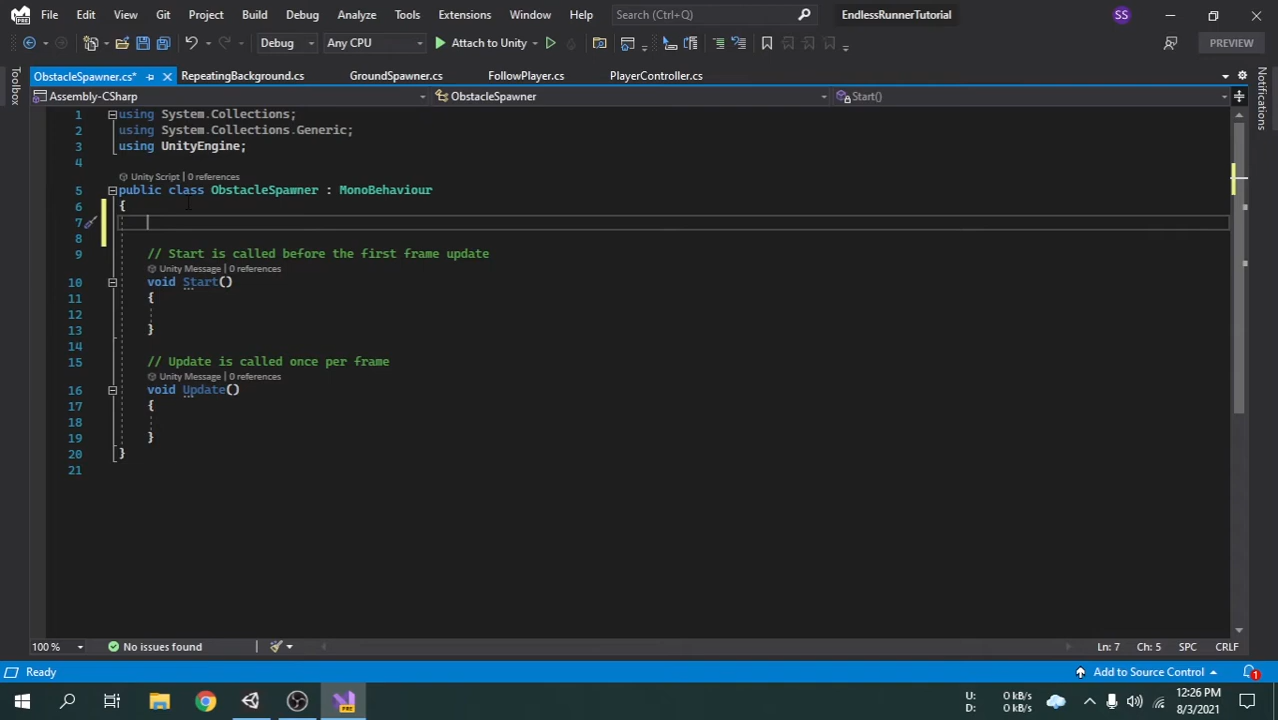 File Edit View Git Project Build Debug Analyze Tools Extensions Window Help Search (Ctrl+Q) EndlessRunnerTutorial SS
Debug Any CPU Attach to Unity PREVIEW
ObstacleSpawner.cs* RepeatingBackground.cs GroundSpawner.cs FollowPlayer.cs PlayerController.cs
Toolbox
Notifications
Assembly-CSharp ObstacleSpawner Start()
1 using System.Collections;
2 using System.Collections.Generic;
3 using UnityEngine;
4
Unity Script | 0 references
5 public class ObstacleSpawner : MonoBehaviour
6 {
7
8
9 // Start is called before the first frame update
Unity Message | 0 references
10 void Start()
11 {
12
13 }
14
15 // Update is called once per frame
Unity Message | 0 references
16 void Update()
17 {
18
19 }
20 }
21
100 % No issues found Ln: 7 Ch: 5 SPC CRLF
Ready Add to Source Control 1
PRE U: 0 kB/s 12:26 PM
D: 0 kB/s 8/3/2021